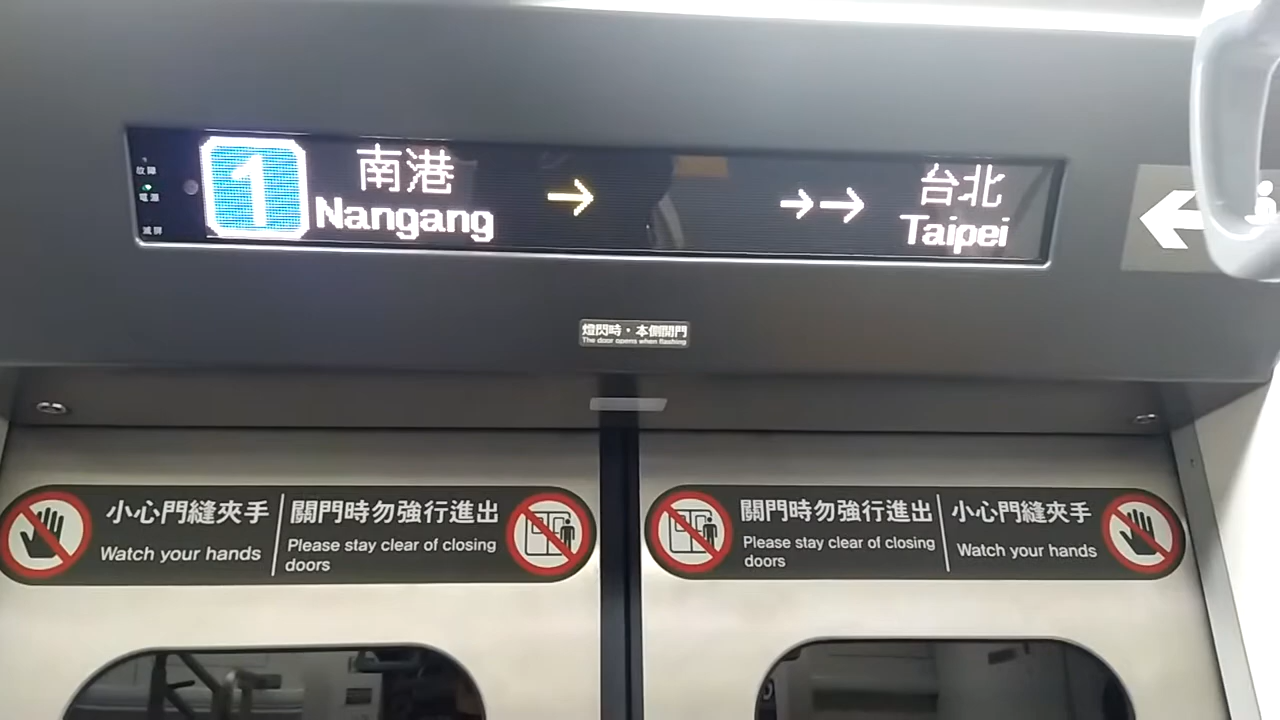 故障
電源
減屏
1
南港
Nangang
→
→→
台北
Taipei
←
燈閃時・本側開門
The door opens when flashing
小心門縫夾手
Watch your hands
關門時勿強行進出
Please stay clear of closing
doors
關門時勿強行進出
Please stay clear of closing
doors
小心門縫夾手
Watch your hands